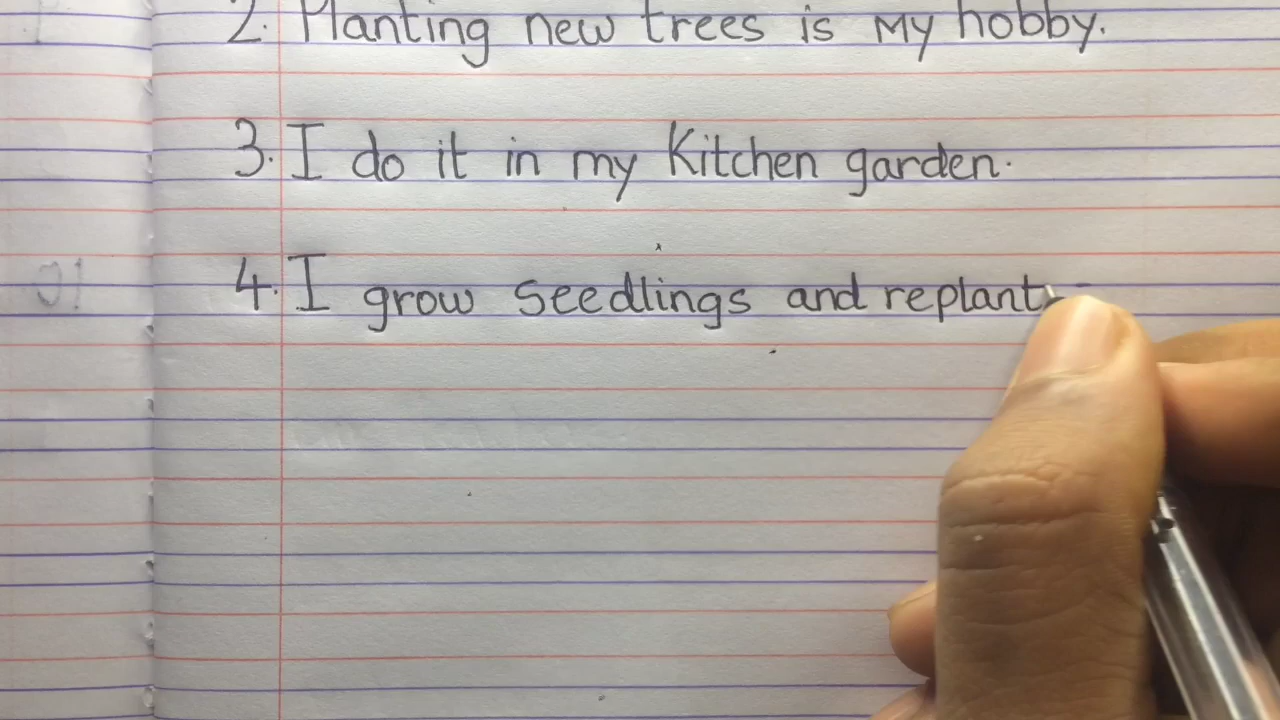 2. Planting new trees is My hobby.
3. I do it in my Kitchen garden.
4. I grow seedlings and replant